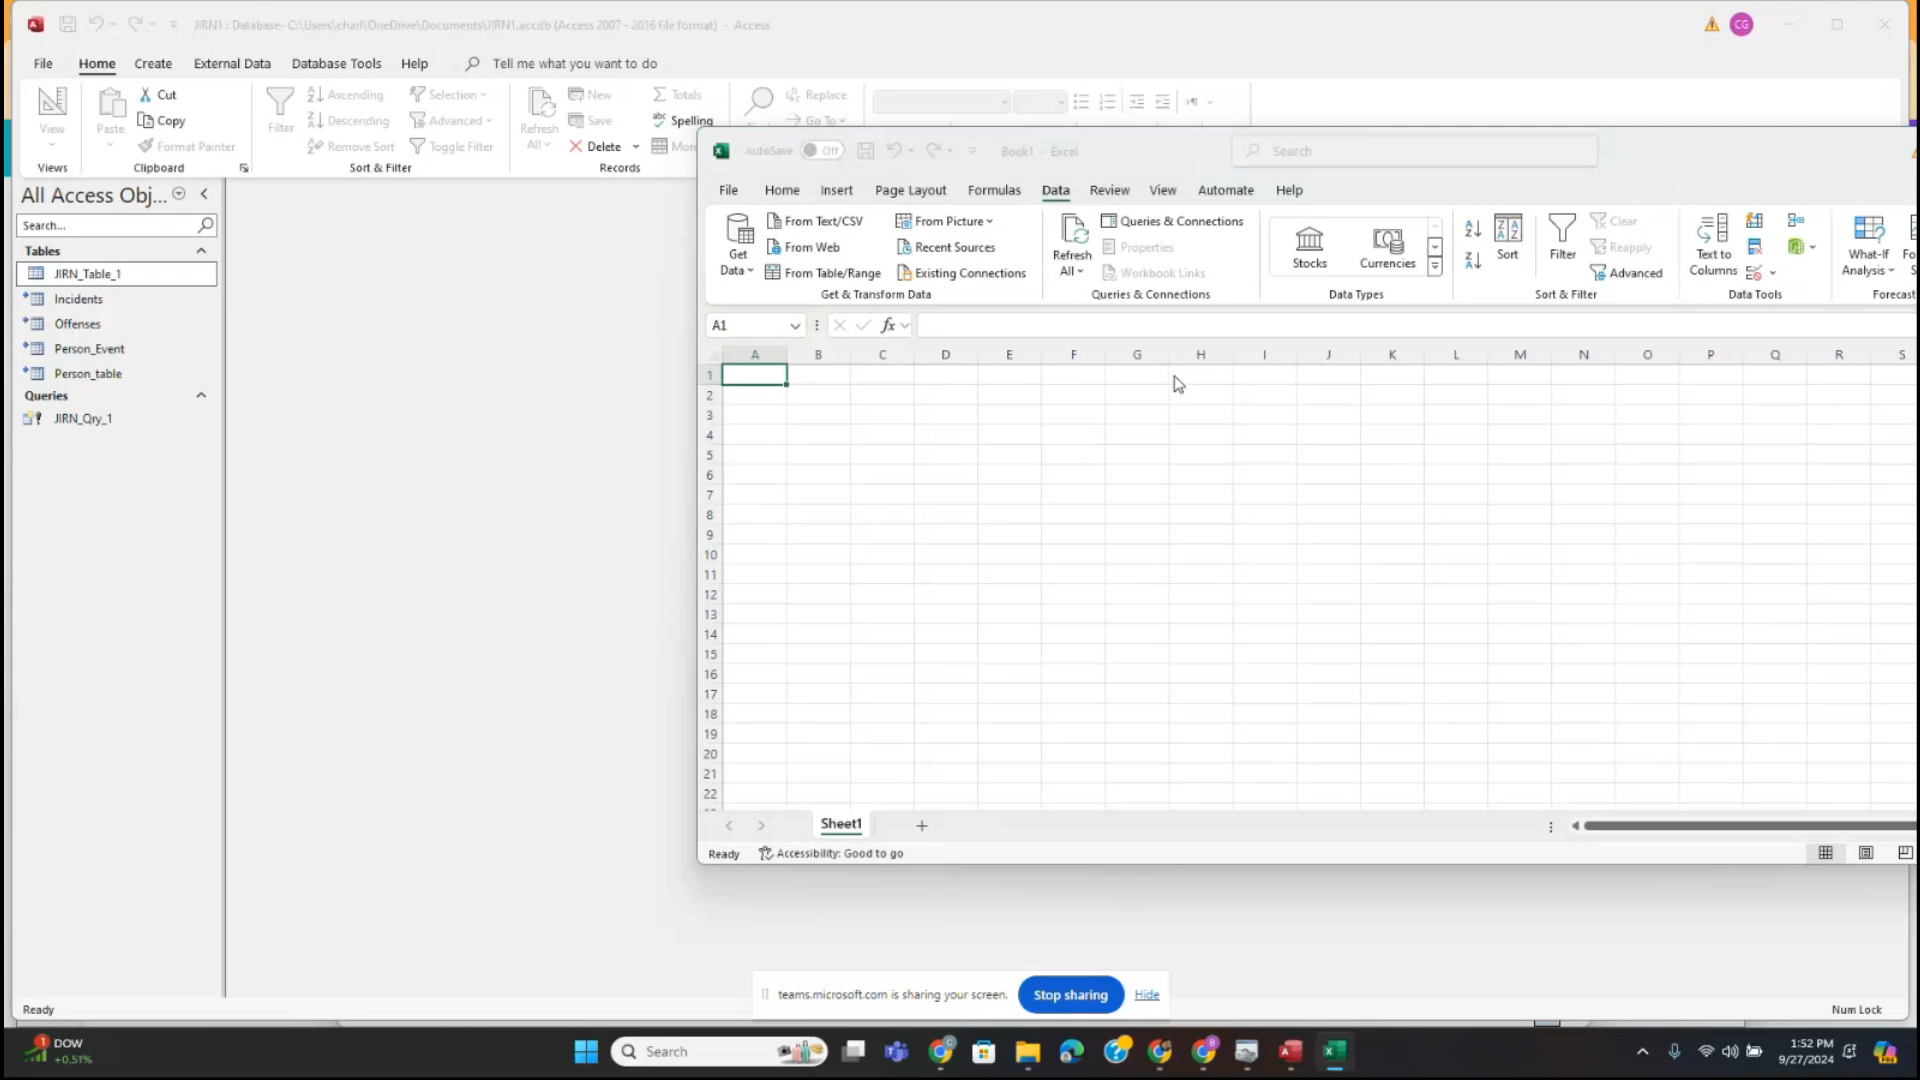 JIRN1 : Database- C:\Users\charl\OneDrive\Documents\JIRN1.accdb (Access 2007 - 2016 file format) - Access
CG
File Home Create External Data Database Tools Help Tell me what you want to do
View
Views
Paste
Cut
Copy
Format Painter
Clipboard
Filter
Ascending
Descending
Remove Sort
Selection
Advanced
Toggle Filter
Sort & Filter
Refresh
All
New
Save
Delete
Totals
Spelling
Records
Replace
Go To
All Access Obj...
Search...
Tables
JIRN_Table_1
Incidents
Offenses
Person_Event
Person_table
Queries
JIRN_Qry_1
AutoSave Off
Book1 - Excel
Search
File Home Insert Page Layout Formulas Data Review View Automate Help
Get
Data
From Text/CSV
From Web
From Table/Range
From Picture
Recent Sources
Existing Connections
Get & Transform Data
Refresh
All
Queries & Connections
Properties
Workbook Links
Queries & Connections
Stocks
Currencies
Data Types
Sort
Filter
Clear
Reapply
Advanced
Sort & Filter
Text to
Columns
Data Tools
What-If
Analysis
Forecast
A1
fx
A B C D E F G H I J K L M N O P Q R S
1
2
3
4
5
6
7
8
9
10
11
12
13
14
15
16
17
18
19
20
21
22
Sheet1
Ready
Accessibility: Good to go
teams.microsoft.com is sharing your screen.
Stop sharing
Hide
Ready
Num Lock
1
DOW
+0.51%
Search
1:52 PM
9/27/2024